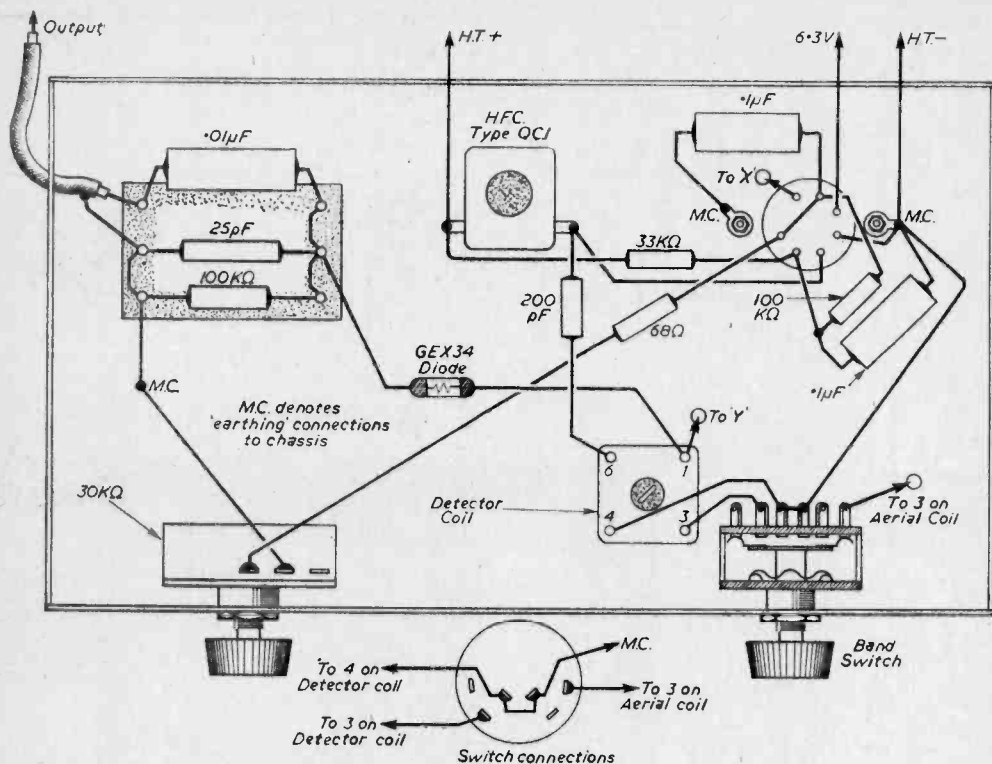 Output
H.T.+
6·3V
H.T.-
·1µF
HFC.
Type QC1
·01µF
To 'X'
M.C.
M.C.
25pF
33KΩ
100KΩ
200
pF
68Ω
100
KΩ
GEX34
Diode
·1µF
M.C.
M.C. denotes
'earthing' connections
to chassis
To 'Y'
6
1
30KΩ
Detector
Coil
4
3
To 3 on
Aerial Coil
Band
Switch
M.C.
To 4 on
Detector coil
To 3 on
Aerial coil
To 3 on
Detector coil
Switch connections